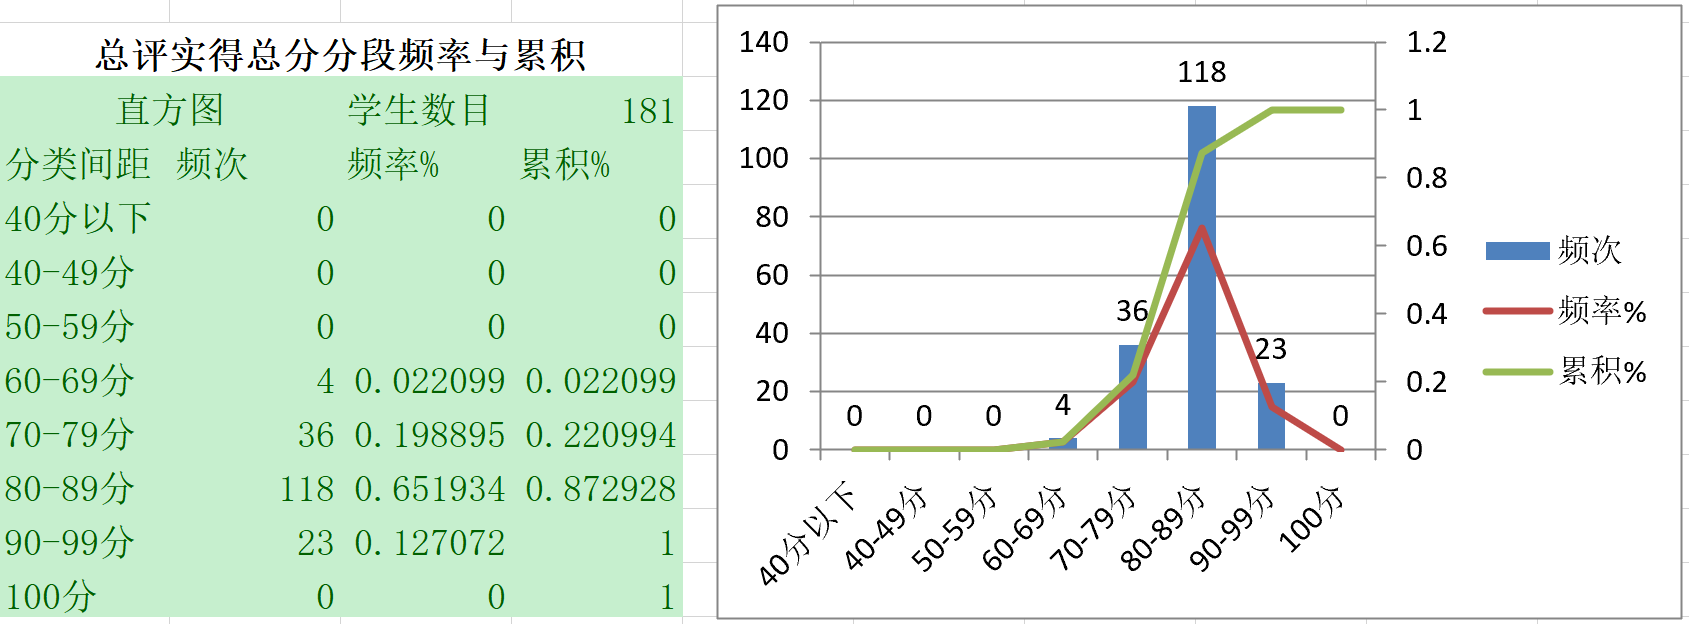 总评实得总分分段频率与累积
直方图 学生数目 181
分类间距 频次 频率% 累积%
40分以下 0 0 0
40-49分 0 0 0
50-59分 0 0 0
60-69分 4 0.022099 0.022099
70-79分 36 0.198895 0.220994
80-89分 118 0.651934 0.872928
90-99分 23 0.127072 1
100分 0 0 1
140
120
100
80
60
40
20
0
1.2
1
0.8
0.6
0.4
0.2
0
0 0 0 4 36 118 23 0
40分以下 40-49分 50-59分 60-69分 70-79分 80-89分 90-99分 100分
频次
频率%
累积%